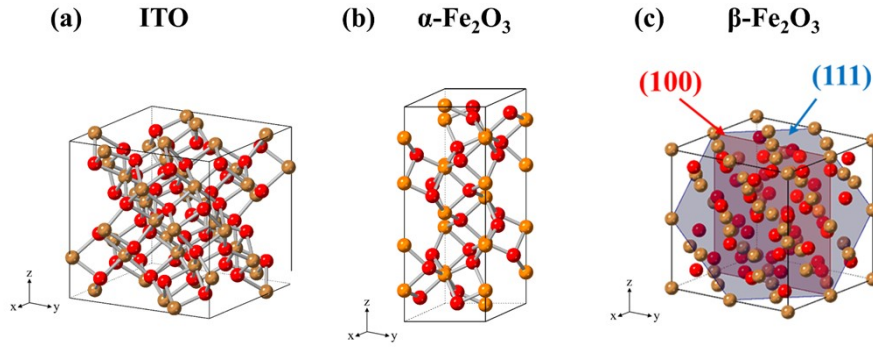 (a) ITO
(b) α-Fe₂O₃
(c) β-Fe₂O₃
(100)
(111)
z
x
y
z
x
y
z
x
y